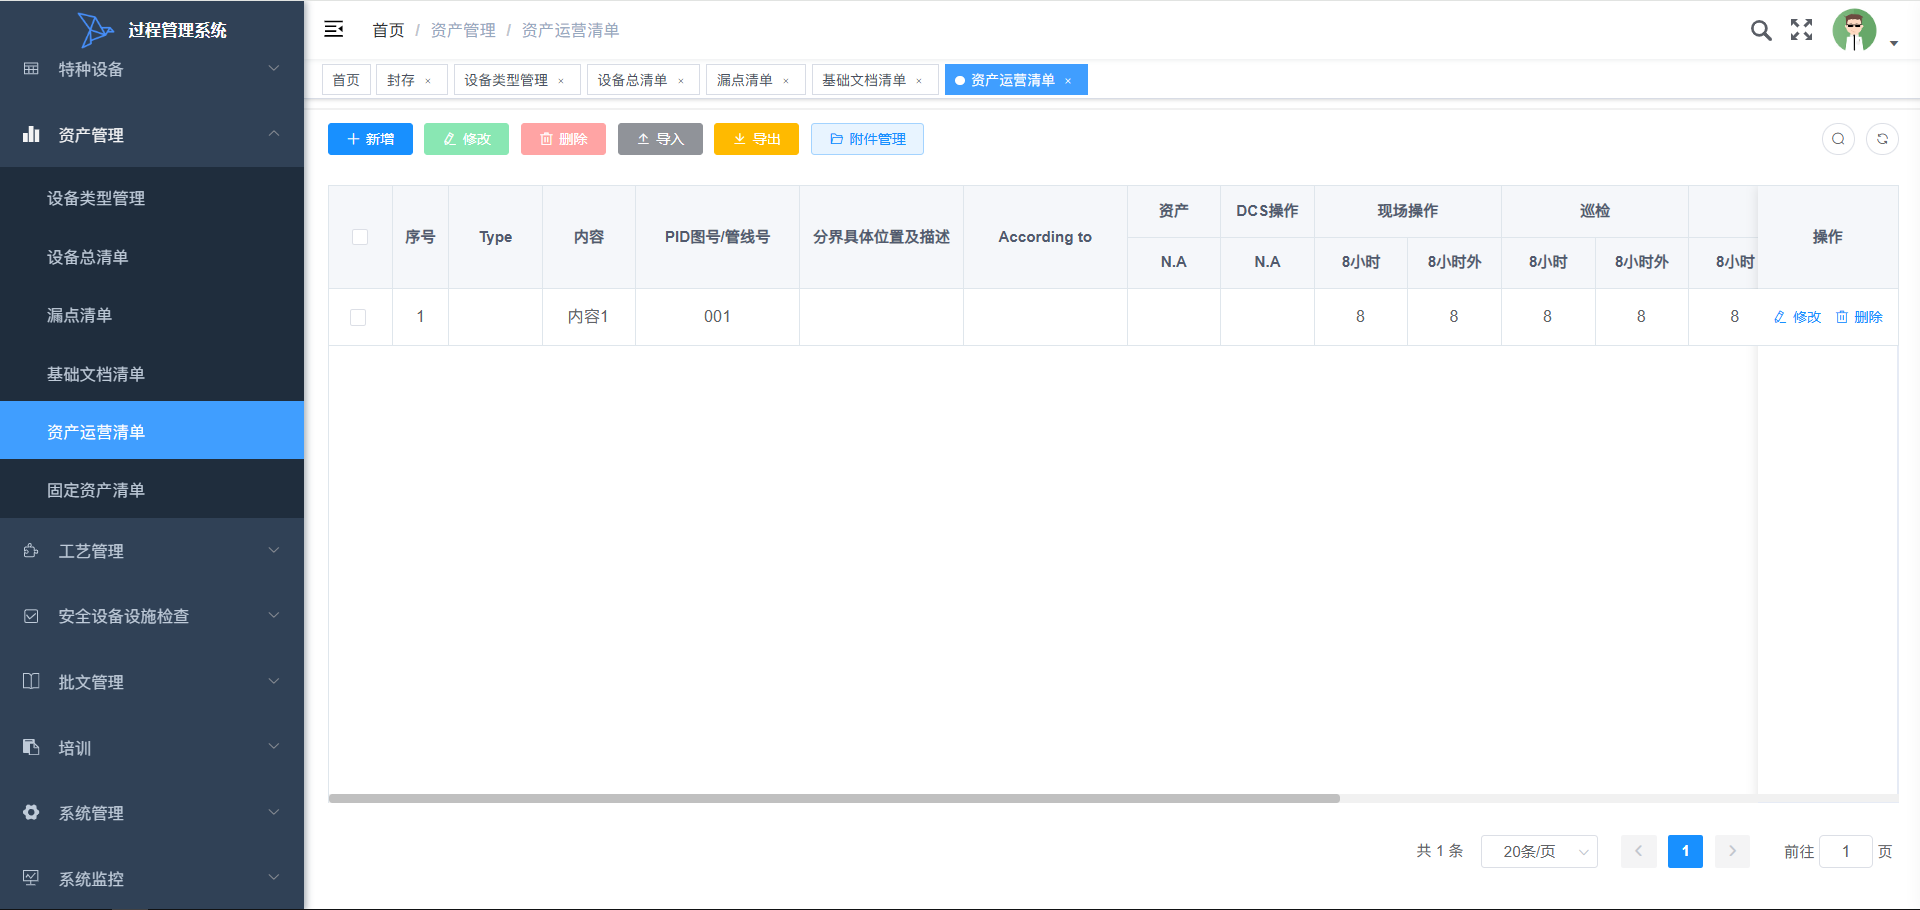 过程管理系统
特种设备
资产管理
设备类型管理
设备总清单
漏点清单
基础文档清单
资产运营清单
固定资产清单
工艺管理
安全设备设施检查
批文管理
培训
系统管理
系统监控
首页 / 资产管理 / 资产运营清单
首页 封存 × 设备类型管理 × 设备总清单 × 漏点清单 × 基础文档清单 × 资产运营清单 ×
新增 修改 删除 导入 导出 附件管理
序号 Type 内容 PID图号/管线号 分界具体位置及描述 According to 资产 DCS操作 现场操作 巡检 操作
N.A N.A 8小时 8小时外 8小时 8小时外 8小时
1 内容1 001 8 8 8 8 8 修改 删除
共 1 条 20条/页 1 前往 1 页